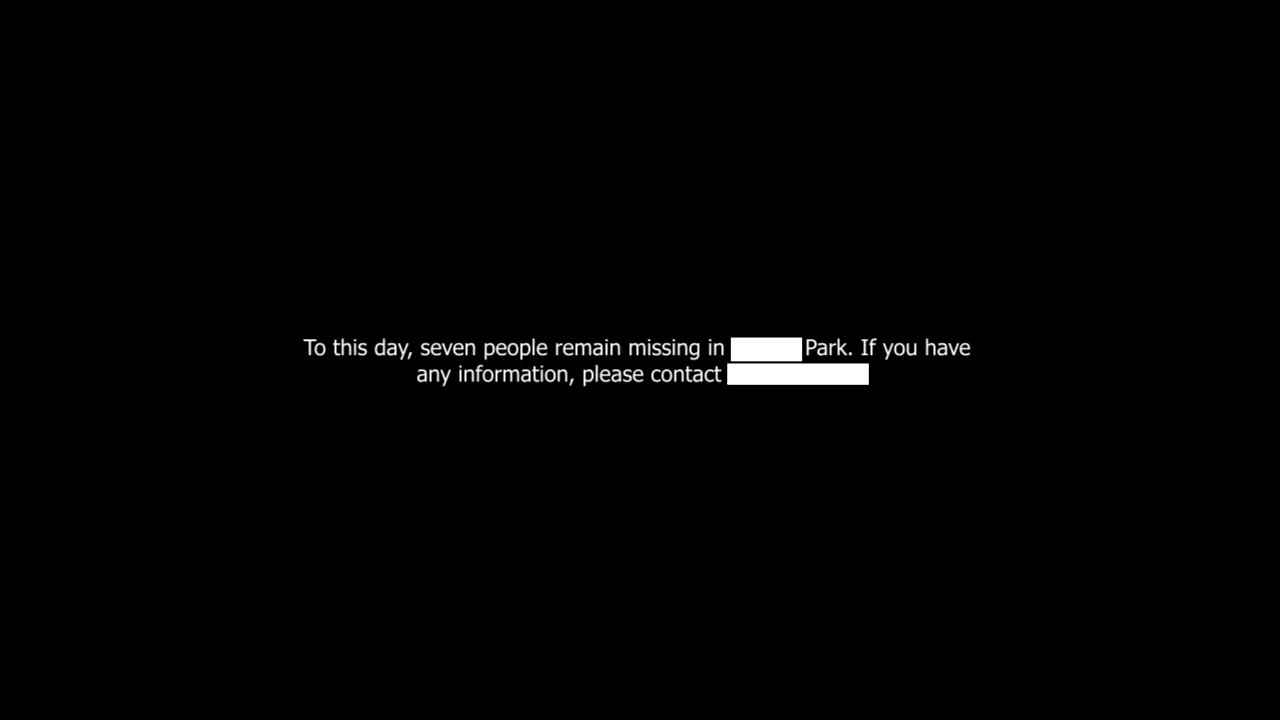 To this day, seven people remain missing in Park. If you have
any information, please contact